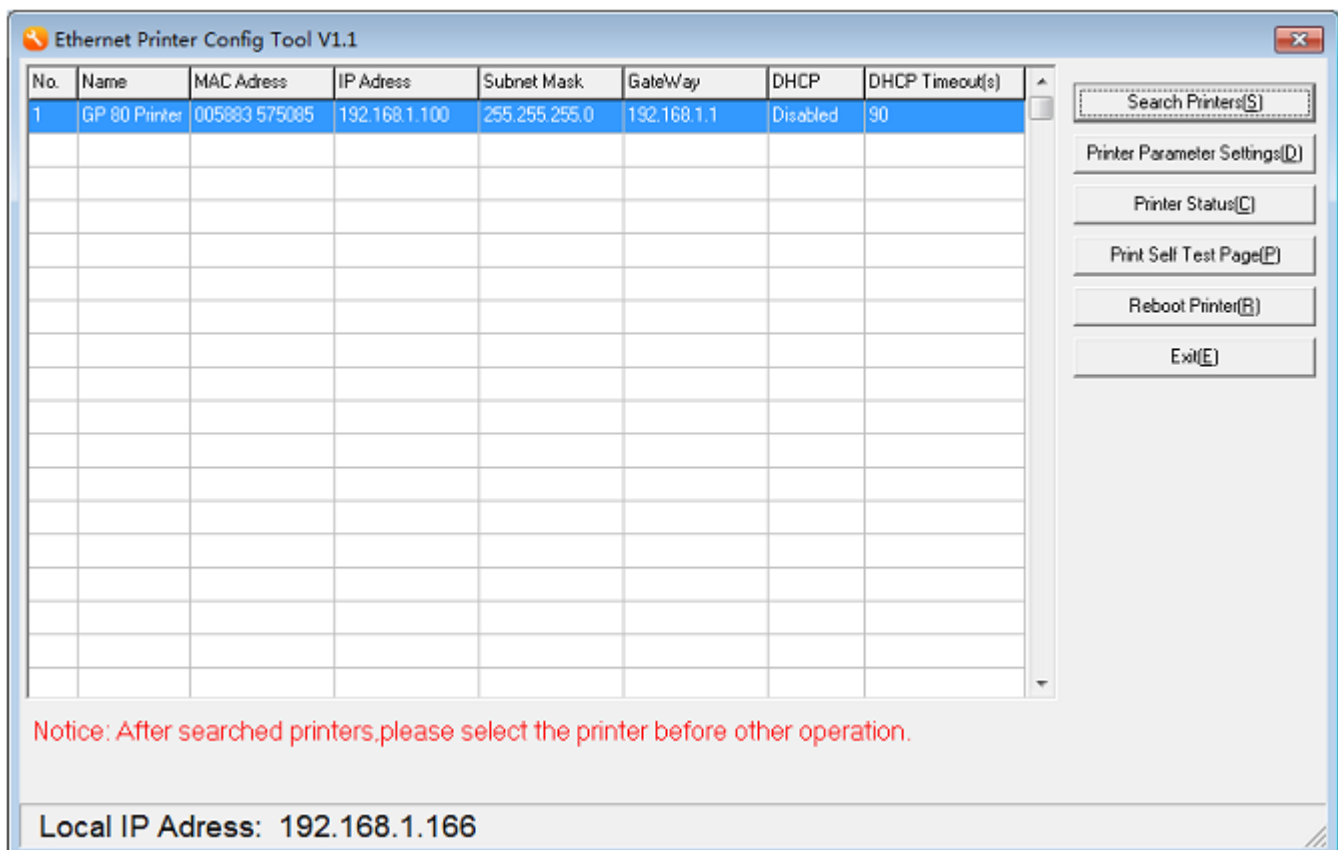 Ethernet Printer Config Tool V1.1
No. Name MAC Adress IP Adress Subnet Mask GateWay DHCP DHCP Timeout(s)
1 GP 80 Printer 005883 575085 192.168.1.100 255.255.255.0 192.168.1.1 Disabled 90
Search Printers(S)
Printer Parameter Settings(D)
Printer Status(C)
Print Self Test Page(P)
Reboot Printer(R)
Exit(E)
Notice: After searched printers,please select the printer before other operation.
Local IP Adress: 192.168.1.166